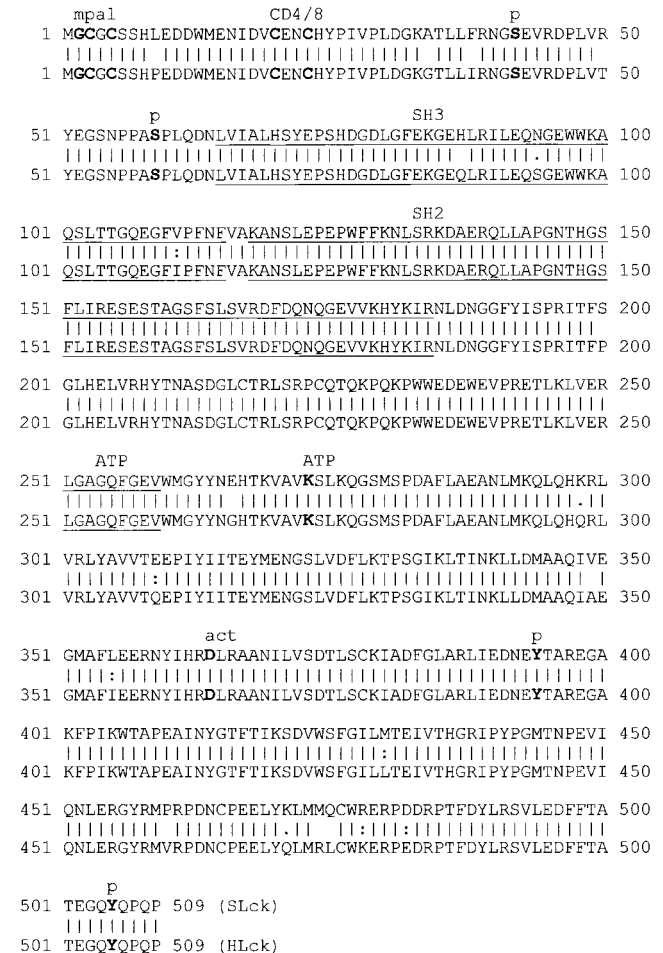 mpal CD4/8 p
1 MGCGCSSHLEDDWMENIDVCENCHYPIVPLDGKATLLFRNGSEVRDPLVR 50
1 MGCGCSSHPEDDWMENIDVCENCHYPIVPLDGKGTLLIRNGSEVRDPLVT 50
p SH3
51 YEGSNPPASPLQDNLVIALHSYEPSHDGDLGFEKGEHLRILEQNGEWWKA 100
51 YEGSNPPASPLQDNLVIALHSYEPSHDGDLGFEKGEQLRILEQSGEWWKA 100
SH2
101 QSLTTGQEGFVPFNFVAKANSLEPEPWFFKNLSRKDAERQLLAPGNTHGS 150
101 QSLTTGQEGFIPFNFVAKANSLEPEPWFFKNLSRKDAERQLLAPGNTHGS 150
151 FLIRESESTAGSFSLSVRDFDQNQGEVVKHYKIRNLDNGGFYISPRITFS 200
151 FLIRESESTAGSFSLSVRDFDQNQGEVVKHYKIRNLDNGGFYISPRITFP 200
201 GLHELVRHYTNASDGLCTRLSRPCQTQKPQKPWWEDEWEVPRETLKLVER 250
201 GLHELVRHYTNASDGLCTRLSRPCQTQKPQKPWWEDEWEVPRETLKLVER 250
ATP ATP
251 LGAGQFGEVWMGYYNEHTKVAVKSLKQGSMSPDAFLAEANLMKQLQHKRL 300
251 LGAGQFGEVWMGYYNGHTKVAVKSLKQGSMSPDAFLAEANLMKQLQHQRL 300
301 VRLYAVVTEEPIYIITEYMENGSLVDFLKTPSGIKLTINKLLDMAAQIVE 350
301 VRLYAVVTQEPIYIITEYMENGSLVDFLKTPSGIKLTINKLLDMAAQIAE 350
act p
351 GMAFLEERNYIHRDLRAANILVSDTLSCKIADFGLARLIEDNEYTAREGA 400
351 GMAFIEERNYIHRDLRAANILVSDTLSCKIADFGLARLIEDNEYTAREGA 400
401 KFPIKWTAPEAINYGTFTIKSDVWSFGILMTEIVTHGRIPYPGMTNPEVI 450
401 KFPIKWTAPEAINYGTFTIKSDVWSFGILLTEIVTHGRIPYPGMTNPEVI 450
451 QNLERGYRMPRPDNCPEELYKLMMQCWRERPDDRPTFDYLRSVLEDFFTA 500
451 QNLERGYRMVRPDNCPEELYQLMRLCWKERPEDRPTFDYLRSVLEDFFTA 500
p
501 TEGQYQPQP 509 (SLck)
501 TEGQYQPQP 509 (HLck)